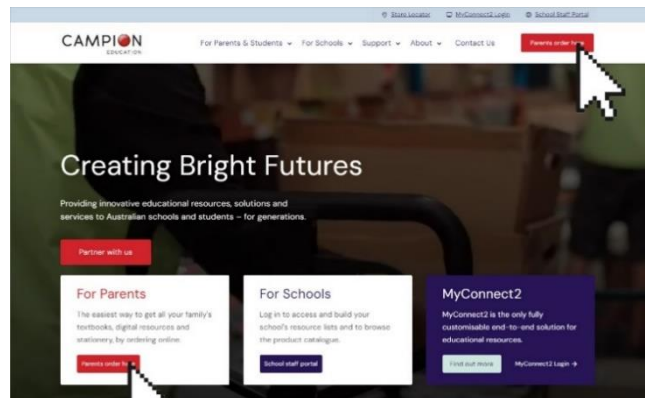 Store Locator MyConnect2 Login School Staff Portal
CAMPION
EDUCATION
For Parents & Students For Schools Support About Contact Us
Parents order
Creating Bright Futures
Providing innovative educational resources, solutions and
services to Australian schools and students – for generations.
Partner with us
For Parents
The easiest way to get all your family's
textbooks, digital resources and
stationery, by ordering online.
Parents order
For Schools
Log in to access and build your
school's resource lists and to browse
the product catalogue.
School staff portal
MyConnect2
MyConnect2 is the only fully
customisable end-to-end solution for
educational resources.
Find out more MyConnect2 Login →